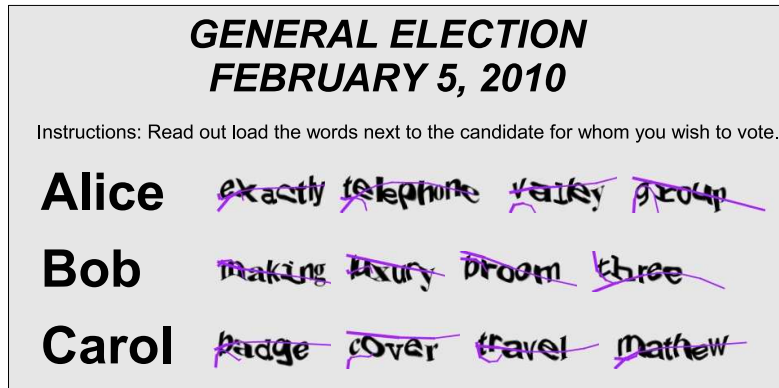 GENERAL ELECTION
FEBRUARY 5, 2010
Instructions: Read out load the words next to the candidate for whom you wish to vote.
Alice exactly telephone valley group
Bob making luxury broom three
Carol badge cover travel mathew